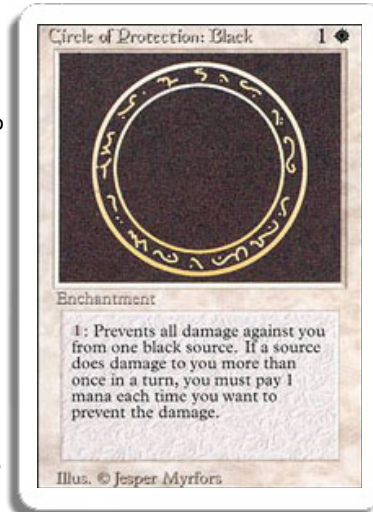 Circle of Protection: Black 1
Enchantment
1: Prevents all damage against you
from one black source. If a source
does damage to you more than
once in a turn, you must pay 1
mana each time you want to
prevent the damage.
Illus. © Jesper Myrfors